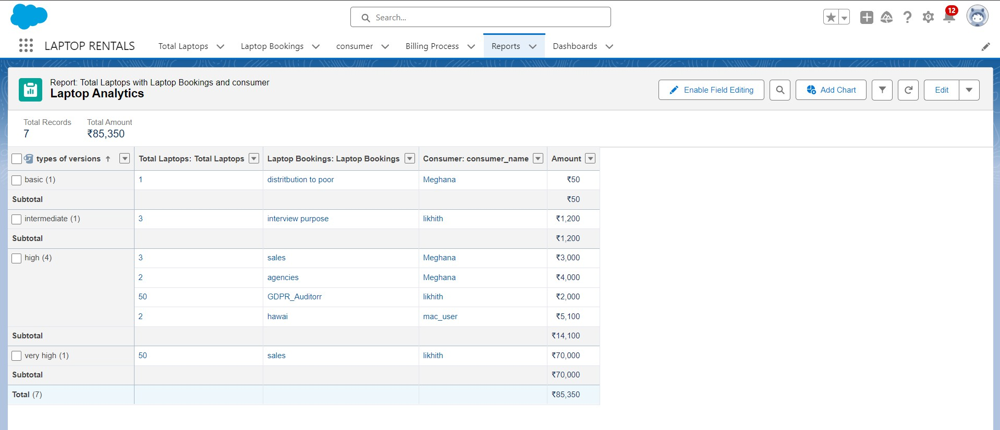 Search...
12
LAPTOP RENTALS Total Laptops Laptop Bookings consumer Billing Process Reports Dashboards
Report: Total Laptops with Laptop Bookings and consumer
Laptop Analytics
Enable Field Editing Add Chart Edit
Total Records Total Amount
7 ₹85,350
types of versions ↑ Total Laptops: Total Laptops Laptop Bookings: Laptop Bookings Consumer: consumer_name Amount
basic (1) 1 distritbution to poor Meghana ₹50
Subtotal ₹50
intermediate (1) 3 interview purpose likhith ₹1,200
Subtotal ₹1,200
high (4) 3 sales Meghana ₹3,000
2 agencies Meghana ₹4,000
50 GDPR_Auditorr likhith ₹2,000
2 hawai mac_user ₹5,100
Subtotal ₹14,100
very high (1) 50 sales likhith ₹70,000
Subtotal ₹70,000
Total (7) ₹85,350